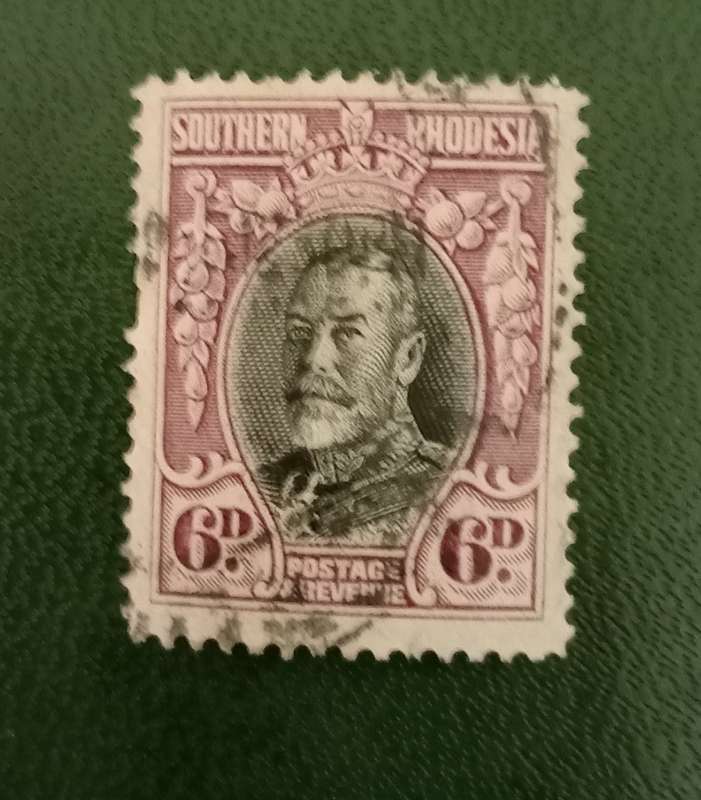 SOUTHERN RHODESIA
6D. 6D.
POSTAGE
& REVENUE